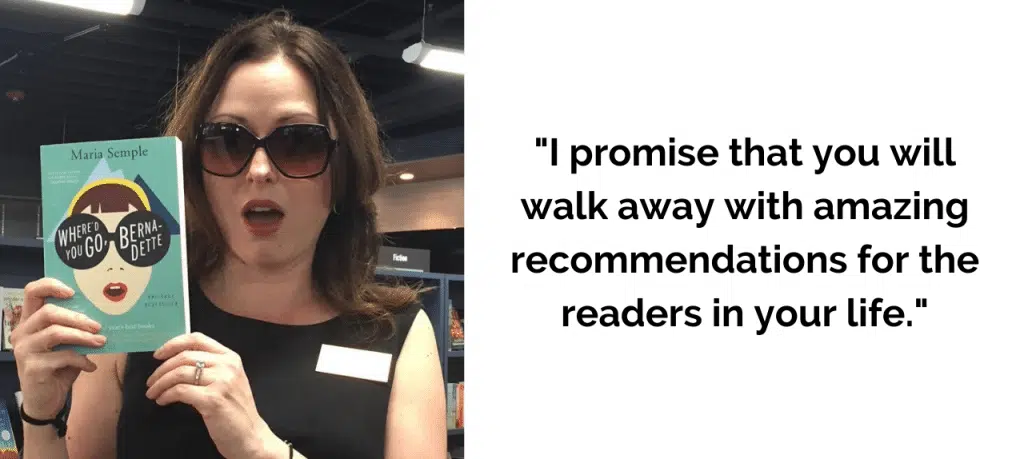 Maria Semple
WHERE'D
YOU GO,
BERNA-
DETTE
Fiction
"I promise that you will
walk away with amazing
recommendations for the
readers in your life."